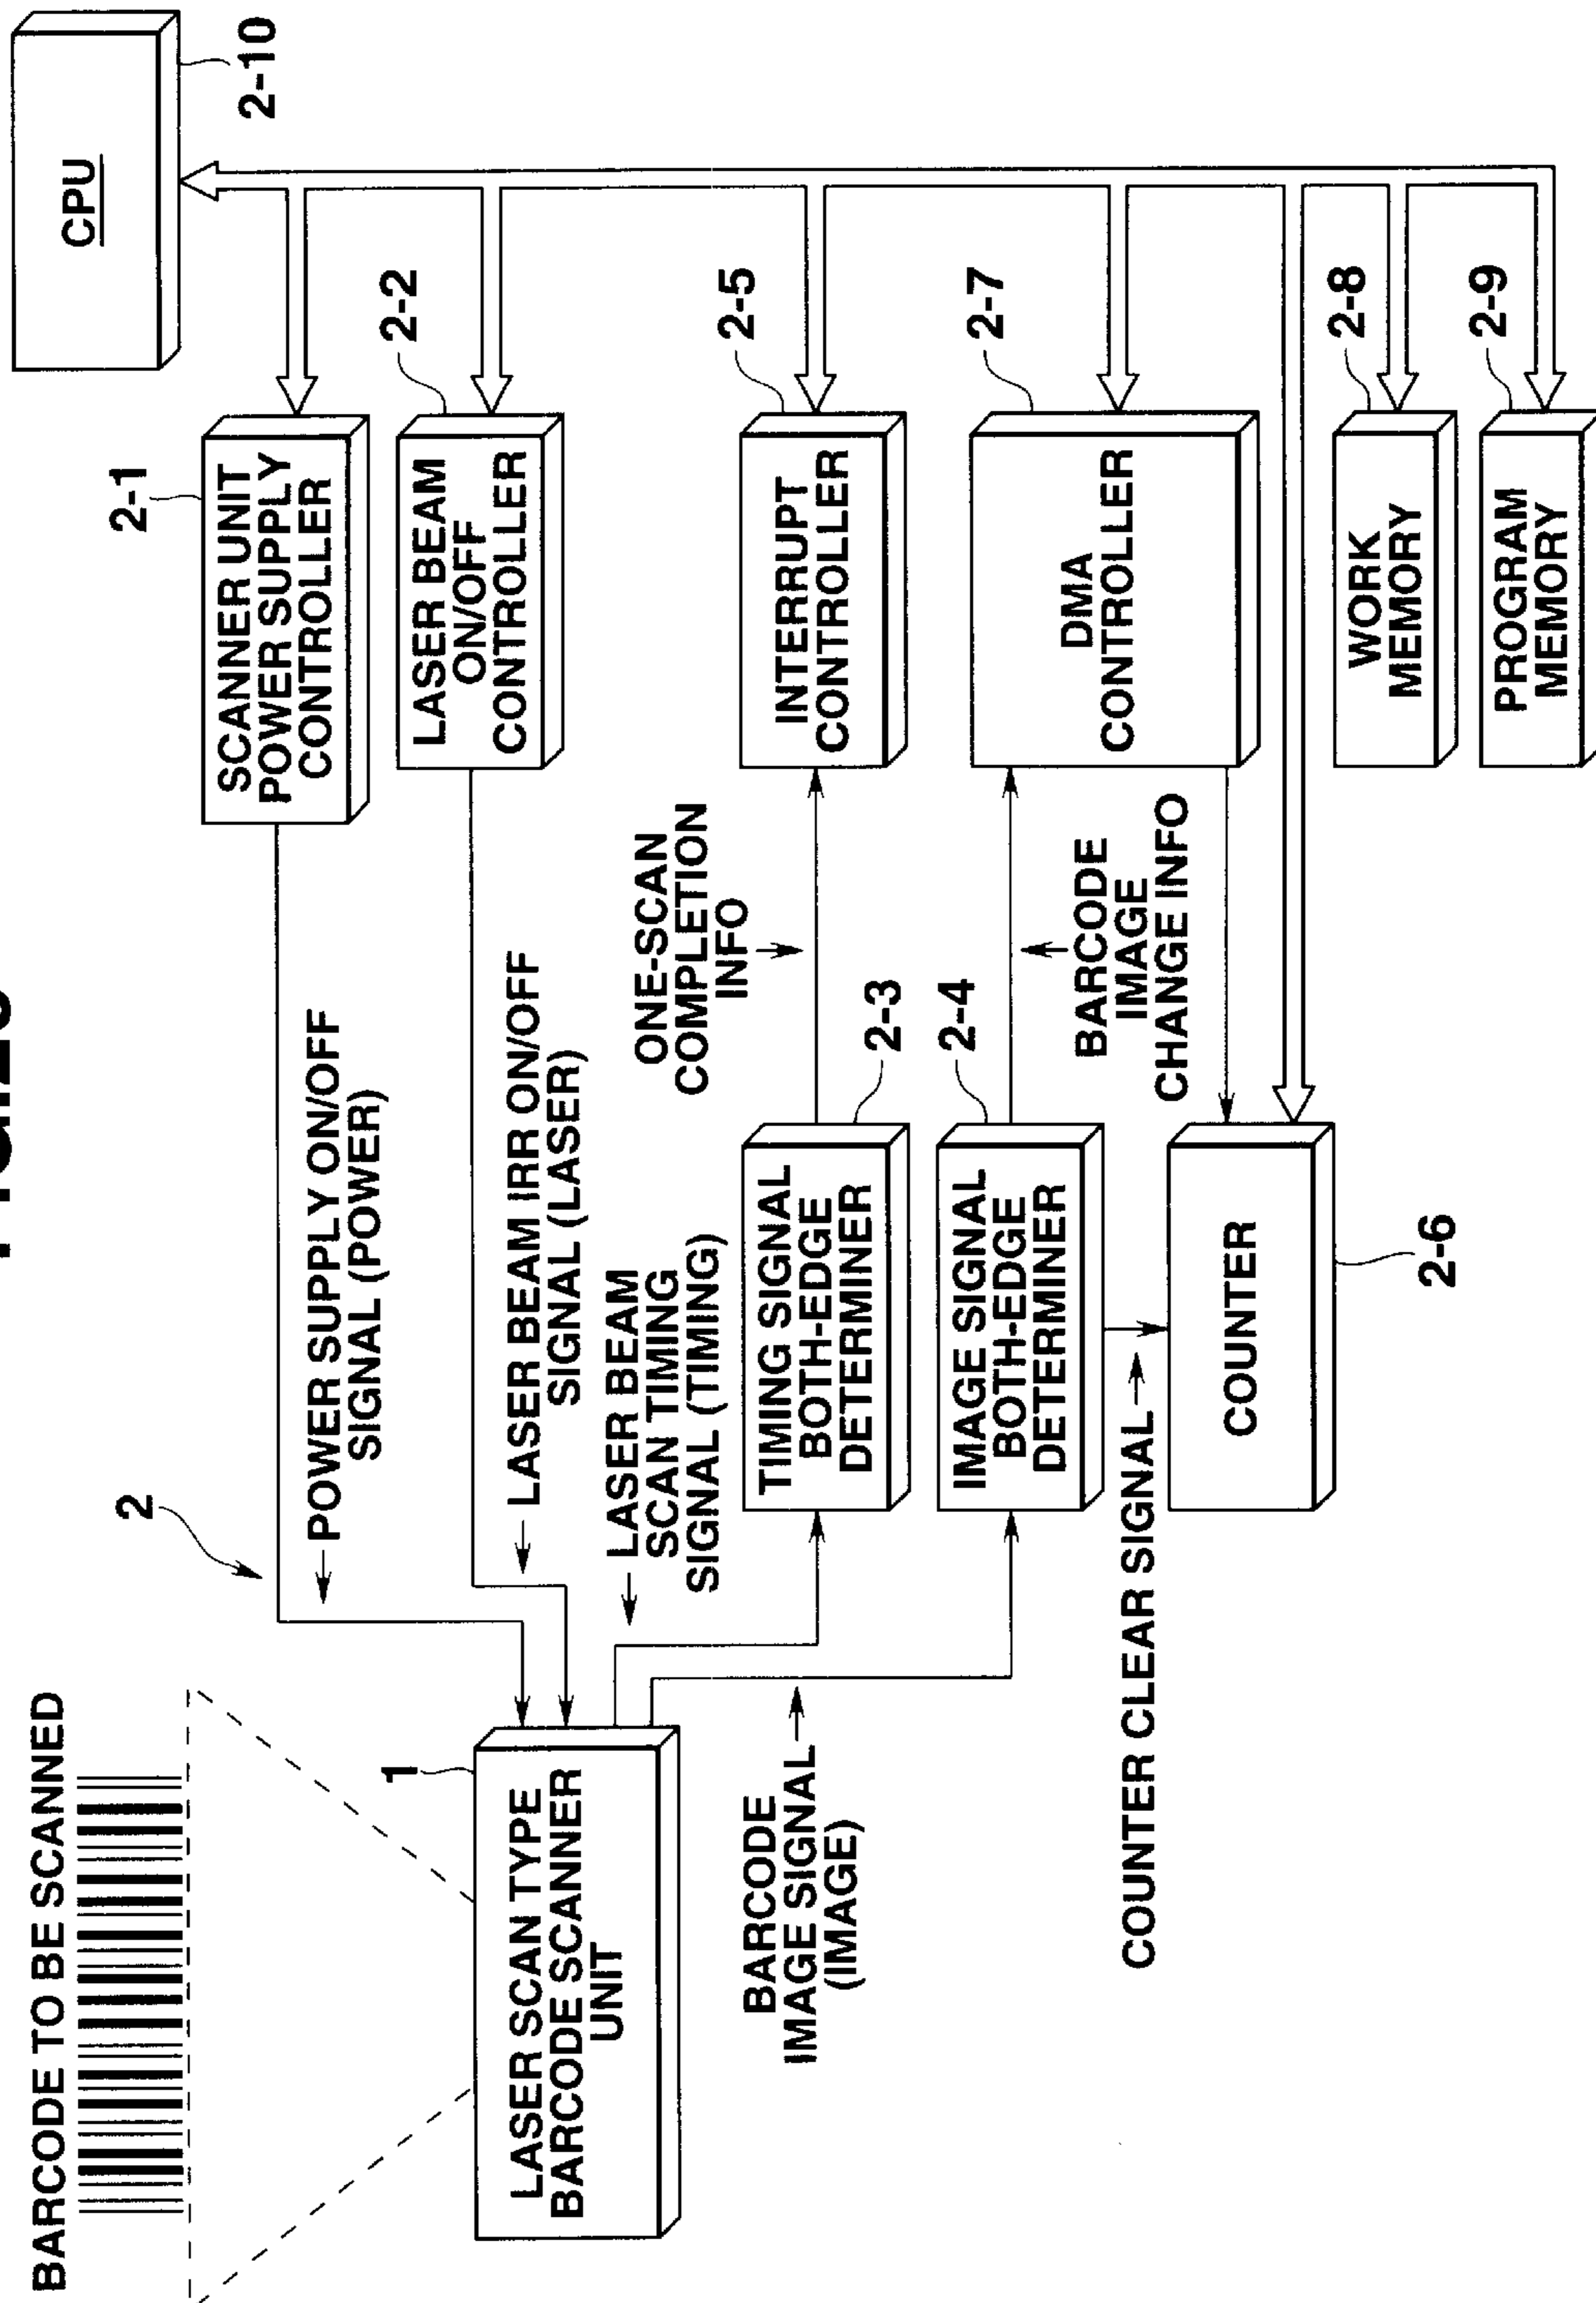 BARCODE TO BE SCANNED
2
POWER SUPPLY ON/OFF
SIGNAL (POWER)
2-1
SCANNER UNIT
POWER SUPPLY
CONTROLLER
CPU
2-10
1
LASER SCAN TYPE
BARCODE SCANNER
UNIT
LASER BEAM IRR ON/OFF
SIGNAL (LASER)
2-2
LASER BEAM
ON/OFF
CONTROLLER
LASER BEAM
SCAN TIMING
SIGNAL (TIMING)
ONE-SCAN
COMPLETION
INFO
2-5
INTERRUPT
CONTROLLER
BARCODE
IMAGE SIGNAL
(IMAGE)
TIMING SIGNAL
BOTH-EDGE
DETERMINER
2-3
IMAGE SIGNAL
BOTH-EDGE
DETERMINER
2-4
BARCODE
IMAGE
CHANGE INFO
2-7
DMA
CONTROLLER
COUNTER CLEAR SIGNAL
COUNTER
2-6
2-8
WORK
MEMORY
2-9
PROGRAM
MEMORY